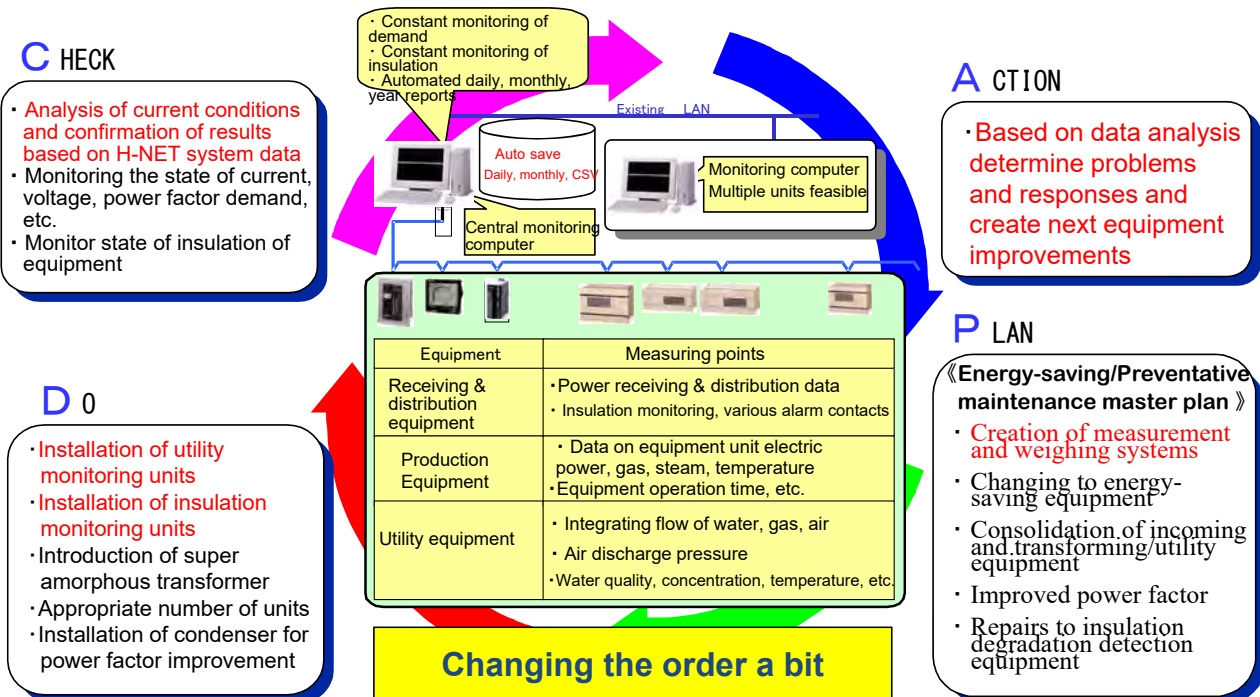 · Constant monitoring of
demand
· Constant monitoring of
insulation
· Automated daily, monthly,
year reports
C HECK
· Analysis of current conditions
and confirmation of results
based on H-NET system data
· Monitoring the state of current,
voltage, power factor demand,
etc.
· Monitor state of insulation of
equipment
Existing LAN
Auto save
Daily, monthly, CSV
Monitoring computer
Multiple units feasible
Central monitoring
computer
A CTION
·Based on data analysis
determine problems
and responses and
create next equipment
improvements
Equipment
Measuring points
Receiving &
distribution
equipment
·Power receiving & distribution data
· Insulation monitoring, various alarm contacts
Production
Equipment
· Data on equipment unit electric
power, gas, steam, temperature
·Equipment operation time, etc.
Utility equipment
· Integrating flow of water, gas, air
· Air discharge pressure
·Water quality, concentration, temperature, etc.
P LAN
《Energy-saving/Preventative
maintenance master plan 》
· Creation of measurement
and weighing systems
· Changing to energy-
saving equipment
· Consolidation of incoming
and transforming/utility
equipment
· Improved power factor
· Repairs to insulation
degradation detection
equipment
D O
·Installation of utility
monitoring units
·Installation of insulation
monitoring units
·Introduction of super
amorphous transformer
·Appropriate number of units
·Installation of condenser for
power factor improvement
Changing the order a bit